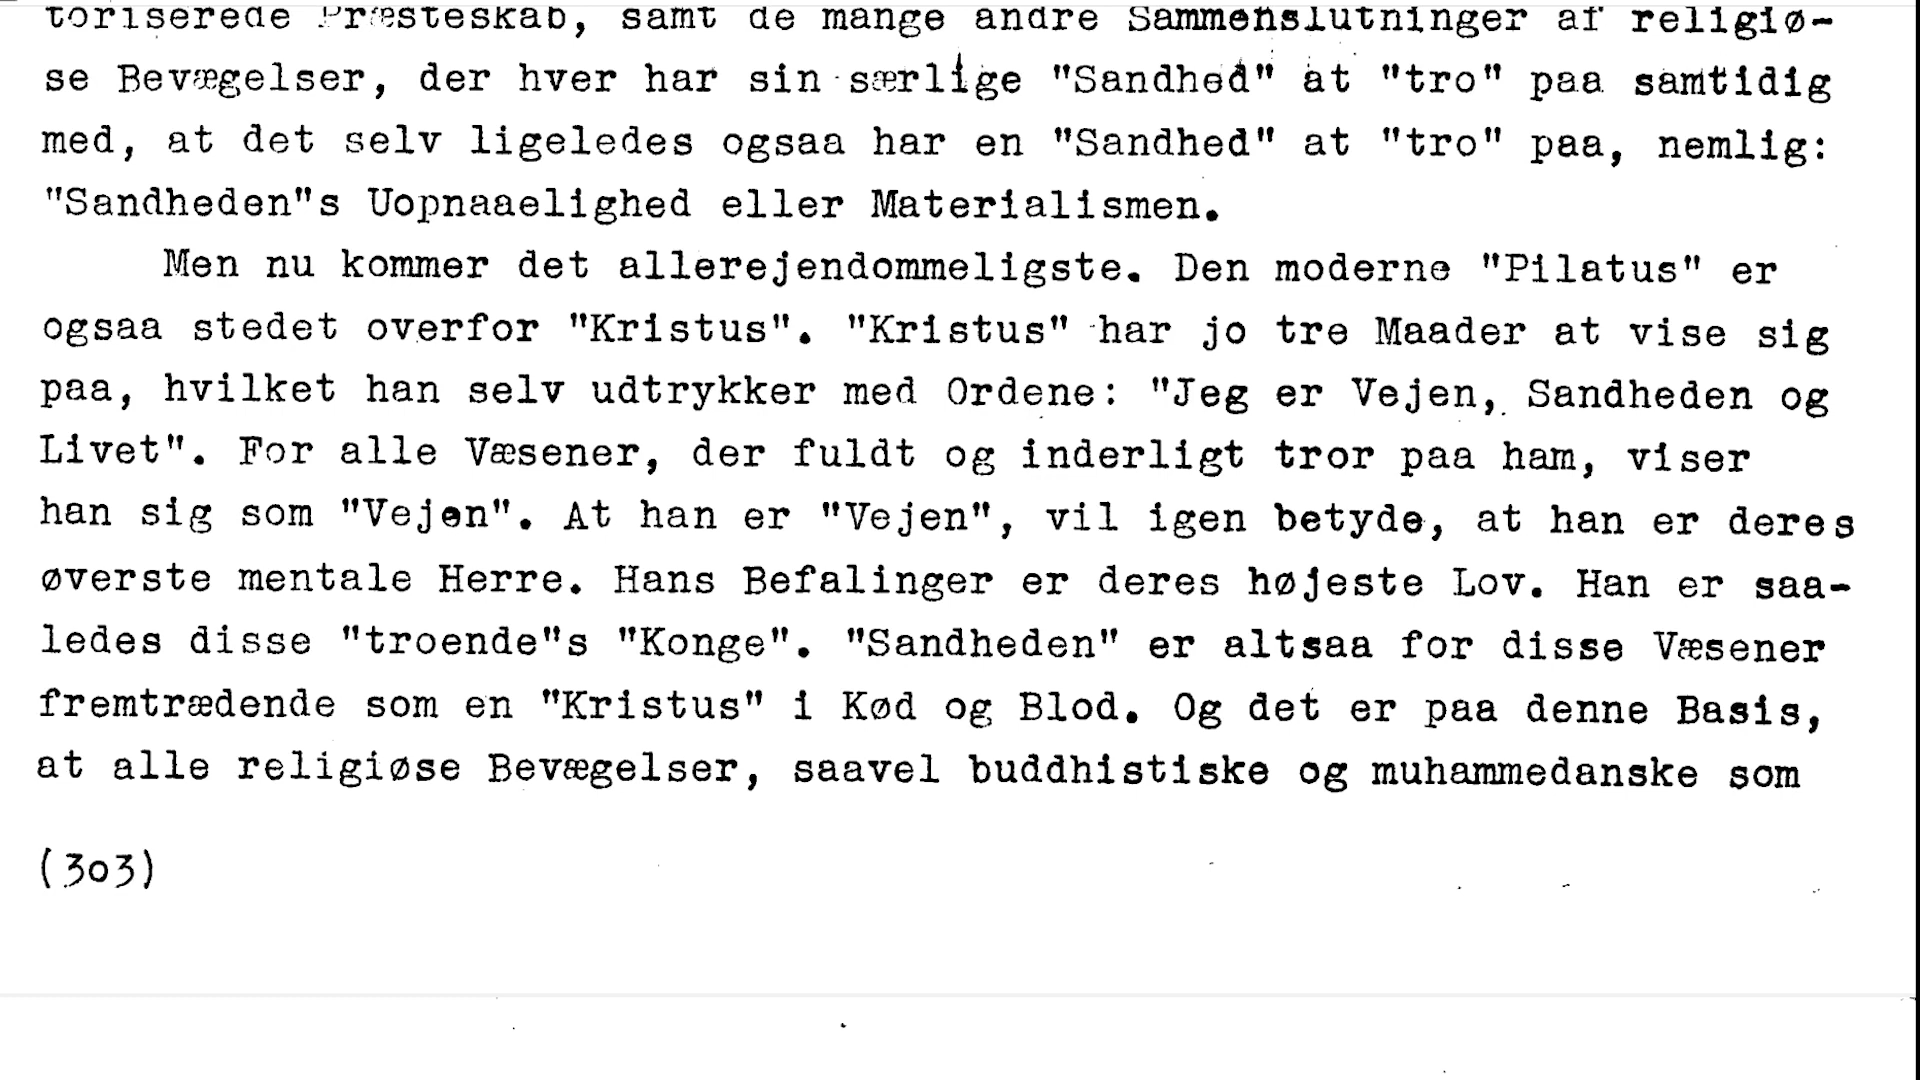 toriserede Præsteskab, samt de mange andre Sammenslutninger af religiø-
se Bevægelser, der hver har sin særlige "Sandhed" at "tro" paa samtidig
med, at det selv ligeledes ogsaa har en "Sandhed" at "tro" paa, nemlig:
"Sandheden"s Uopnaaelighed eller Materialismen.
Men nu kommer det allerejendommeligste. Den moderne "Pilatus" er
ogsaa stedet overfor "Kristus". "Kristus" har jo tre Maader at vise sig
paa, hvilket han selv udtrykker med Ordene: "Jeg er Vejen, Sandheden og
Livet". For alle Væsener, der fuldt og inderligt tror paa ham, viser
han sig som "Vejen". At han er "Vejen", vil igen betyde, at han er deres
øverste mentale Herre. Hans Befalinger er deres højeste Lov. Han er saa-
ledes disse "troende"s "Konge". "Sandheden" er altsaa for disse Væsener
fremtrædende som en "Kristus" i Kød og Blod. Og det er paa denne Basis,
at alle religiøse Bevægelser, saavel buddhistiske og muhammedanske som
(303)